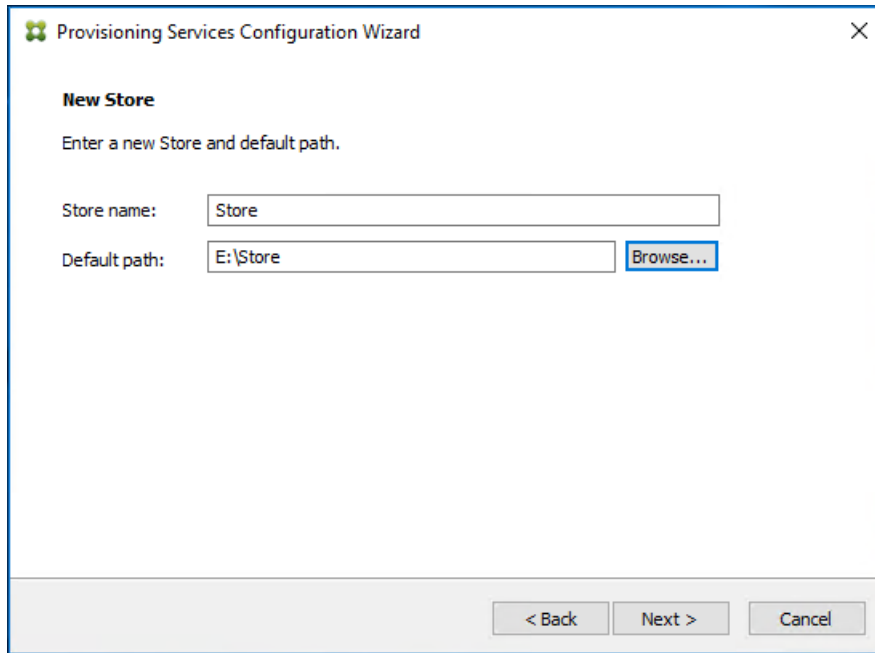 Provisioning Services Configuration Wizard
New Store
Enter a new Store and default path.
Store name: Store
Default path: E:\Store Browse...
< Back Next > Cancel